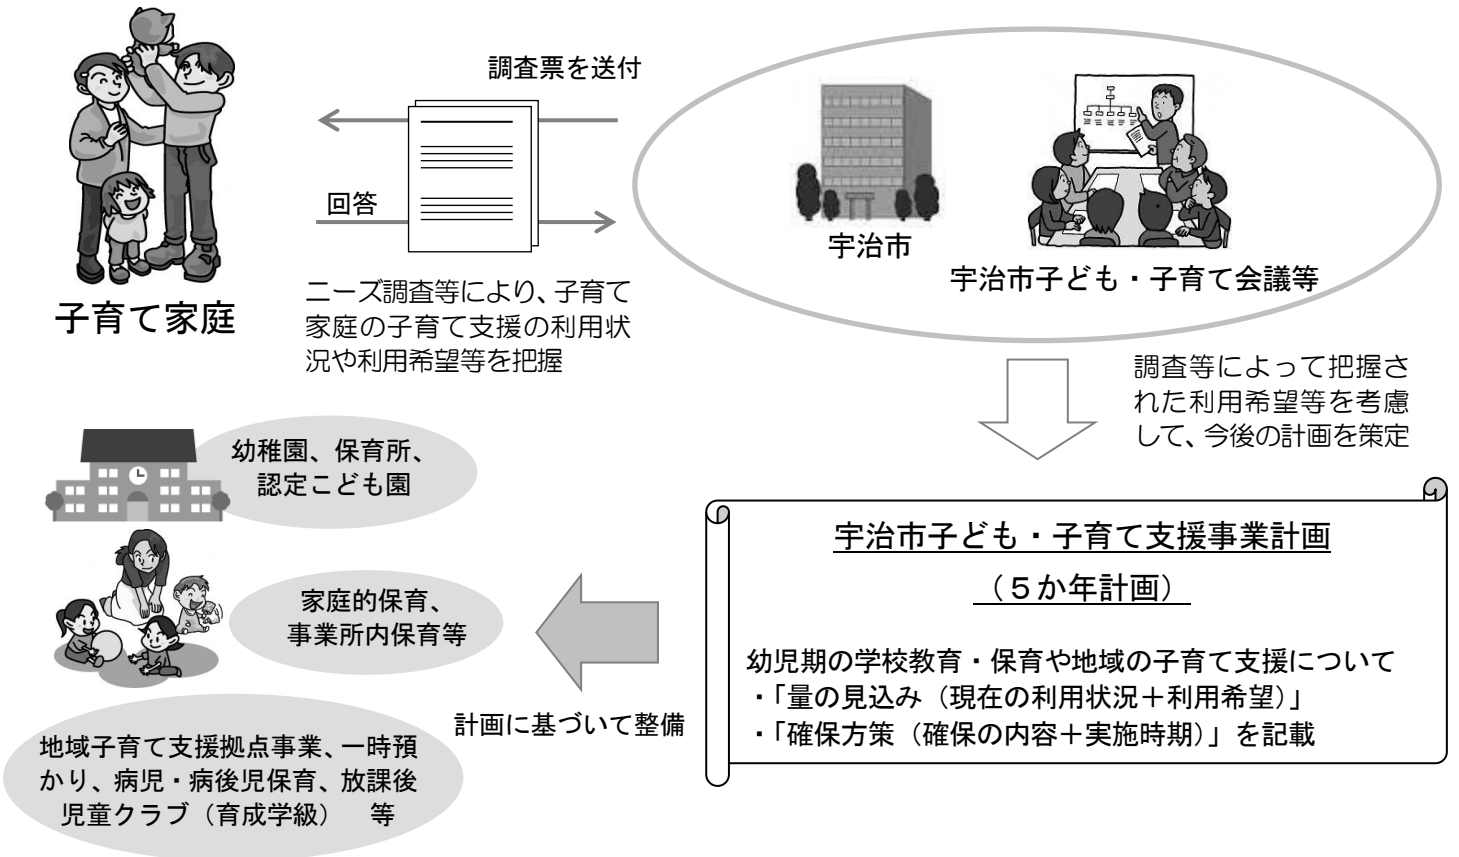 調査票を送付
回答
子育て家庭
ニーズ調査等により、子育て
家庭の子育て支援の利用状
況や利用希望等を把握
宇治市
宇治市子ども・子育て会議等
調査等によって把握さ
れた利用希望等を考慮
して、今後の計画を策定
宇治市子ども・子育て支援事業計画
（５か年計画）
幼児期の学校教育・保育や地域の子育て支援について
・「量の見込み（現在の利用状況＋利用希望）」
・「確保方策（確保の内容＋実施時期）」を記載
計画に基づいて整備
幼稚園、保育所、
認定こども園
家庭的保育、
事業所内保育等
地域子育て支援拠点事業、一時預
かり、病児・病後児保育、放課後
児童クラブ（育成学級）　等